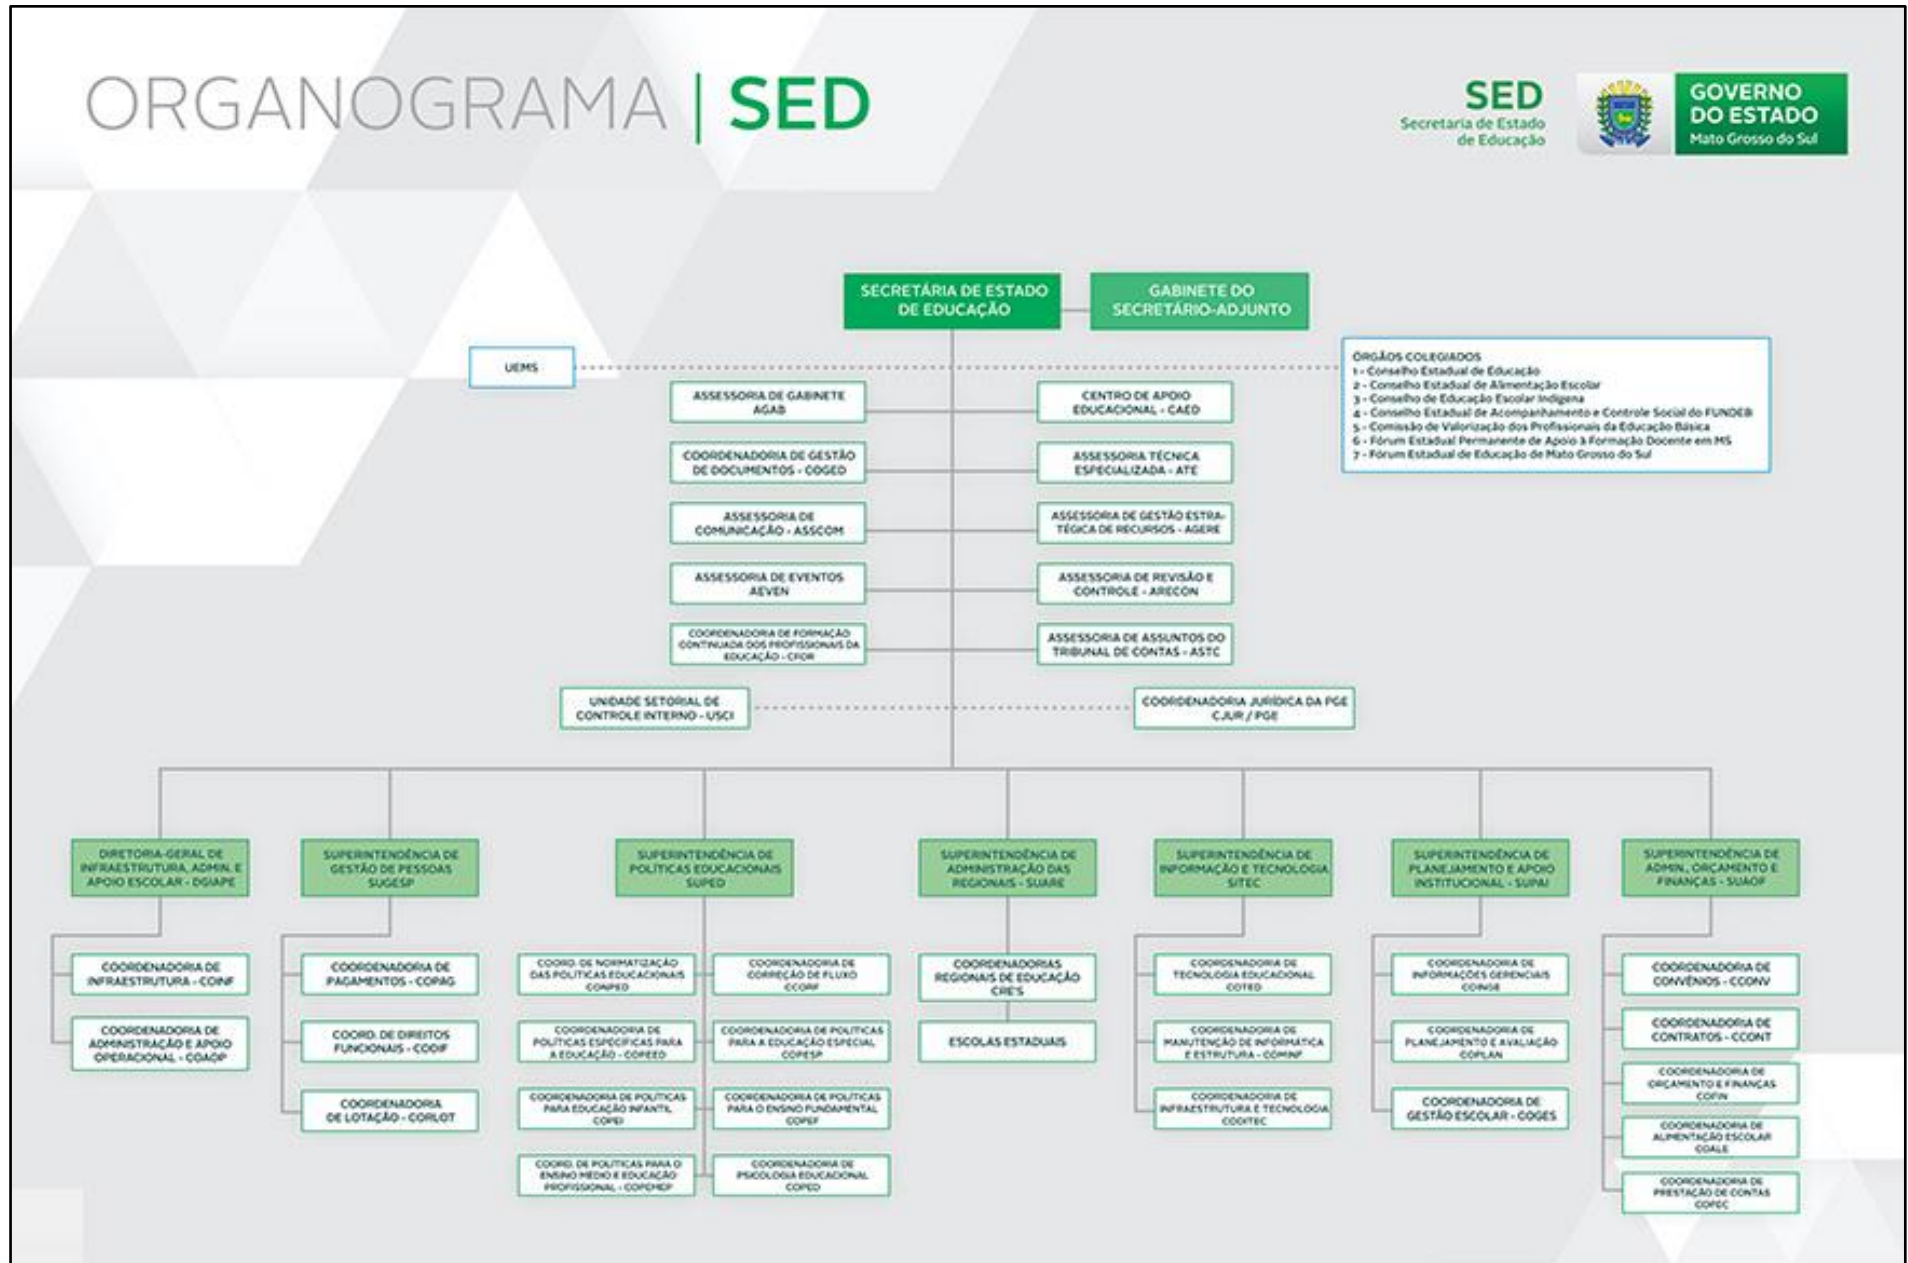 ORGANOGRAMA | SED
SED
Secretaria de Estado
de Educação
GOVERNO
DO ESTADO
Mato Grosso do Sul
SECRETÁRIA DE ESTADO
DE EDUCAÇÃO
GABINETE DO
SECRETÁRIO-ADJUNTO
UEMS
ÓRGÃOS COLEGIADOS
1 - Conselho Estadual de Educação
2 - Conselho Estadual de Alimentação Escolar
3 - Conselho de Educação Escolar Indígena
4 - Conselho Estadual de Acompanhamento e Controle Social do FUNDEB
5 - Comissão de Valorização dos Profissionais da Educação Básica
6 - Fórum Estadual Permanente de Apoio à Formação Docente em MS
7 - Fórum Estadual de Educação de Mato Grosso do Sul
ASSESSORIA DE GABINETE
AGAB
CENTRO DE APOIO
EDUCACIONAL - CAED
COORDENADORIA DE GESTÃO
DE DOCUMENTOS - COGED
ASSESSORIA TÉCNICA
ESPECIALIZADA - ATE
ASSESSORIA DE
COMUNICAÇÃO - ASSCOM
ASSESSORIA DE GESTÃO ESTRA-
TÉGICA DE RECURSOS - AGERE
ASSESSORIA DE EVENTOS
AEVEN
ASSESSORIA DE REVISÃO E
CONTROLE - ARECON
COORDENADORIA DE FORMAÇÃO
CONTINUADA DOS PROFISSIONAIS DA
EDUCAÇÃO - CFOR
ASSESSORIA DE ASSUNTOS DO
TRIBUNAL DE CONTAS - ASTC
UNIDADE SETORIAL DE
CONTROLE INTERNO - USCI
COORDENADORIA JURÍDICA DA PGE
CJUR / PGE
DIRETORIA-GERAL DE
INFRAESTRUTURA, ADMIN. E
APOIO ESCOLAR - DGIAPE
COORDENADORIA DE
INFRAESTRUTURA - COINF
COORDENADORIA DE
ADMINISTRAÇÃO E APOIO
OPERACIONAL - COAOP
SUPERINTENDÊNCIA DE
GESTÃO DE PESSOAS
SUGESP
COORDENADORIA DE
PAGAMENTOS - COPAG
COORD. DE DIREITOS
FUNCIONAIS - CODIF
COORDENADORIA
DE LOTAÇÃO - CORLOT
SUPERINTENDÊNCIA DE
POLÍTICAS EDUCACIONAIS
SUPED
COORD. DE NORMATIZAÇÃO
DAS POLÍTICAS EDUCACIONAIS
CONPED
COORDENADORIA DE
CORREÇÃO DE FLUXO
CCORF
COORDENADORIA DE
POLÍTICAS ESPECÍFICAS PARA
A EDUCAÇÃO - COPEED
COORDENADORIA DE POLÍTICAS
PARA A EDUCAÇÃO ESPECIAL
COPESP
COORDENADORIA DE POLÍTICAS
PARA EDUCAÇÃO INFANTIL
COPEI
COORDENADORIA DE POLÍTICAS
PARA O ENSINO FUNDAMENTAL
COPEF
COORD. DE POLÍTICAS PARA O
ENSINO MÉDIO E EDUCAÇÃO
PROFISSIONAL - COPEMEP
COORDENADORIA DE
PSICOLOGIA EDUCACIONAL
COPED
SUPERINTENDÊNCIA DE
ADMINISTRAÇÃO DAS
REGIONAIS - SUARE
COORDENADORIAS
REGIONAIS DE EDUCAÇÃO
CRE'S
ESCOLAS ESTADUAIS
SUPERINTENDÊNCIA DE
INFORMAÇÃO E TECNOLOGIA
SITEC
COORDENADORIA DE
TECNOLOGIA EDUCACIONAL
COTED
COORDENADORIA DE
MANUTENÇÃO DE INFORMÁTICA
E ESTRUTURA - COMINF
COORDENADORIA DE
INFRAESTRUTURA E TECNOLOGIA
COITEC
SUPERINTENDÊNCIA DE
PLANEJAMENTO E APOIO
INSTITUCIONAL - SUPAI
COORDENADORIA DE
INFORMAÇÕES GERENCIAIS
COINGE
COORDENADORIA DE
PLANEJAMENTO E AVALIAÇÃO
COPLAN
COORDENADORIA DE
GESTÃO ESCOLAR - COGES
SUPERINTENDÊNCIA DE
ADMIN., ORÇAMENTO E
FINANÇAS - SUAOF
COORDENADORIA DE
CONVÊNIOS - CCONV
COORDENADORIA DE
CONTRATOS - CCONT
COORDENADORIA DE
ORÇAMENTO E FINANÇAS
COFIN
COORDENADORIA DE
ALIMENTAÇÃO ESCOLAR
COALE
COORDENADORIA DE
PRESTAÇÃO DE CONTAS